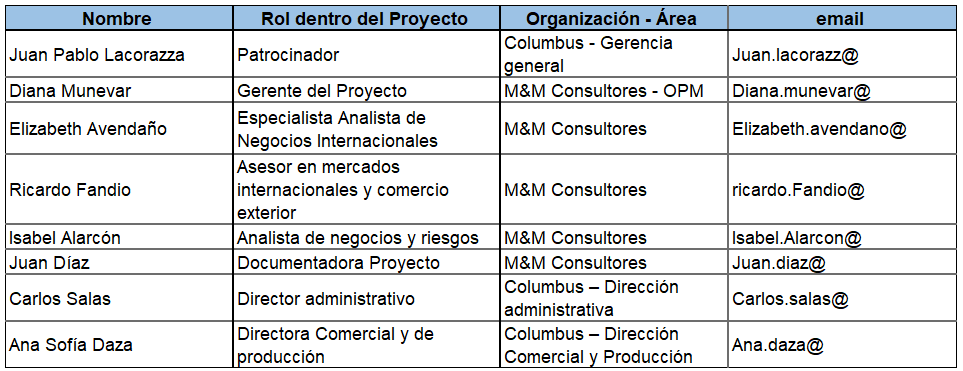 Nombre Rol dentro del Proyecto Organización - Área email
Juan Pablo Lacorazza Patrocinador Columbus - Gerencia general Juan.lacorazz@
Diana Munevar Gerente del Proyecto M&M Consultores - OPM Diana.munevar@
Elizabeth Avendaño Especialista Analista de Negocios Internacionales M&M Consultores Elizabeth.avendano@
Ricardo Fandio Asesor en mercados internacionales y comercio exterior M&M Consultores ricardo.Fandio@
Isabel Alarcón Analista de negocios y riesgos M&M Consultores Isabel.Alarcon@
Juan Díaz Documentadora Proyecto M&M Consultores Juan.diaz@
Carlos Salas Director administrativo Columbus – Dirección administrativa Carlos.salas@
Ana Sofía Daza Directora Comercial y de producción Columbus – Dirección Comercial y Producción Ana.daza@